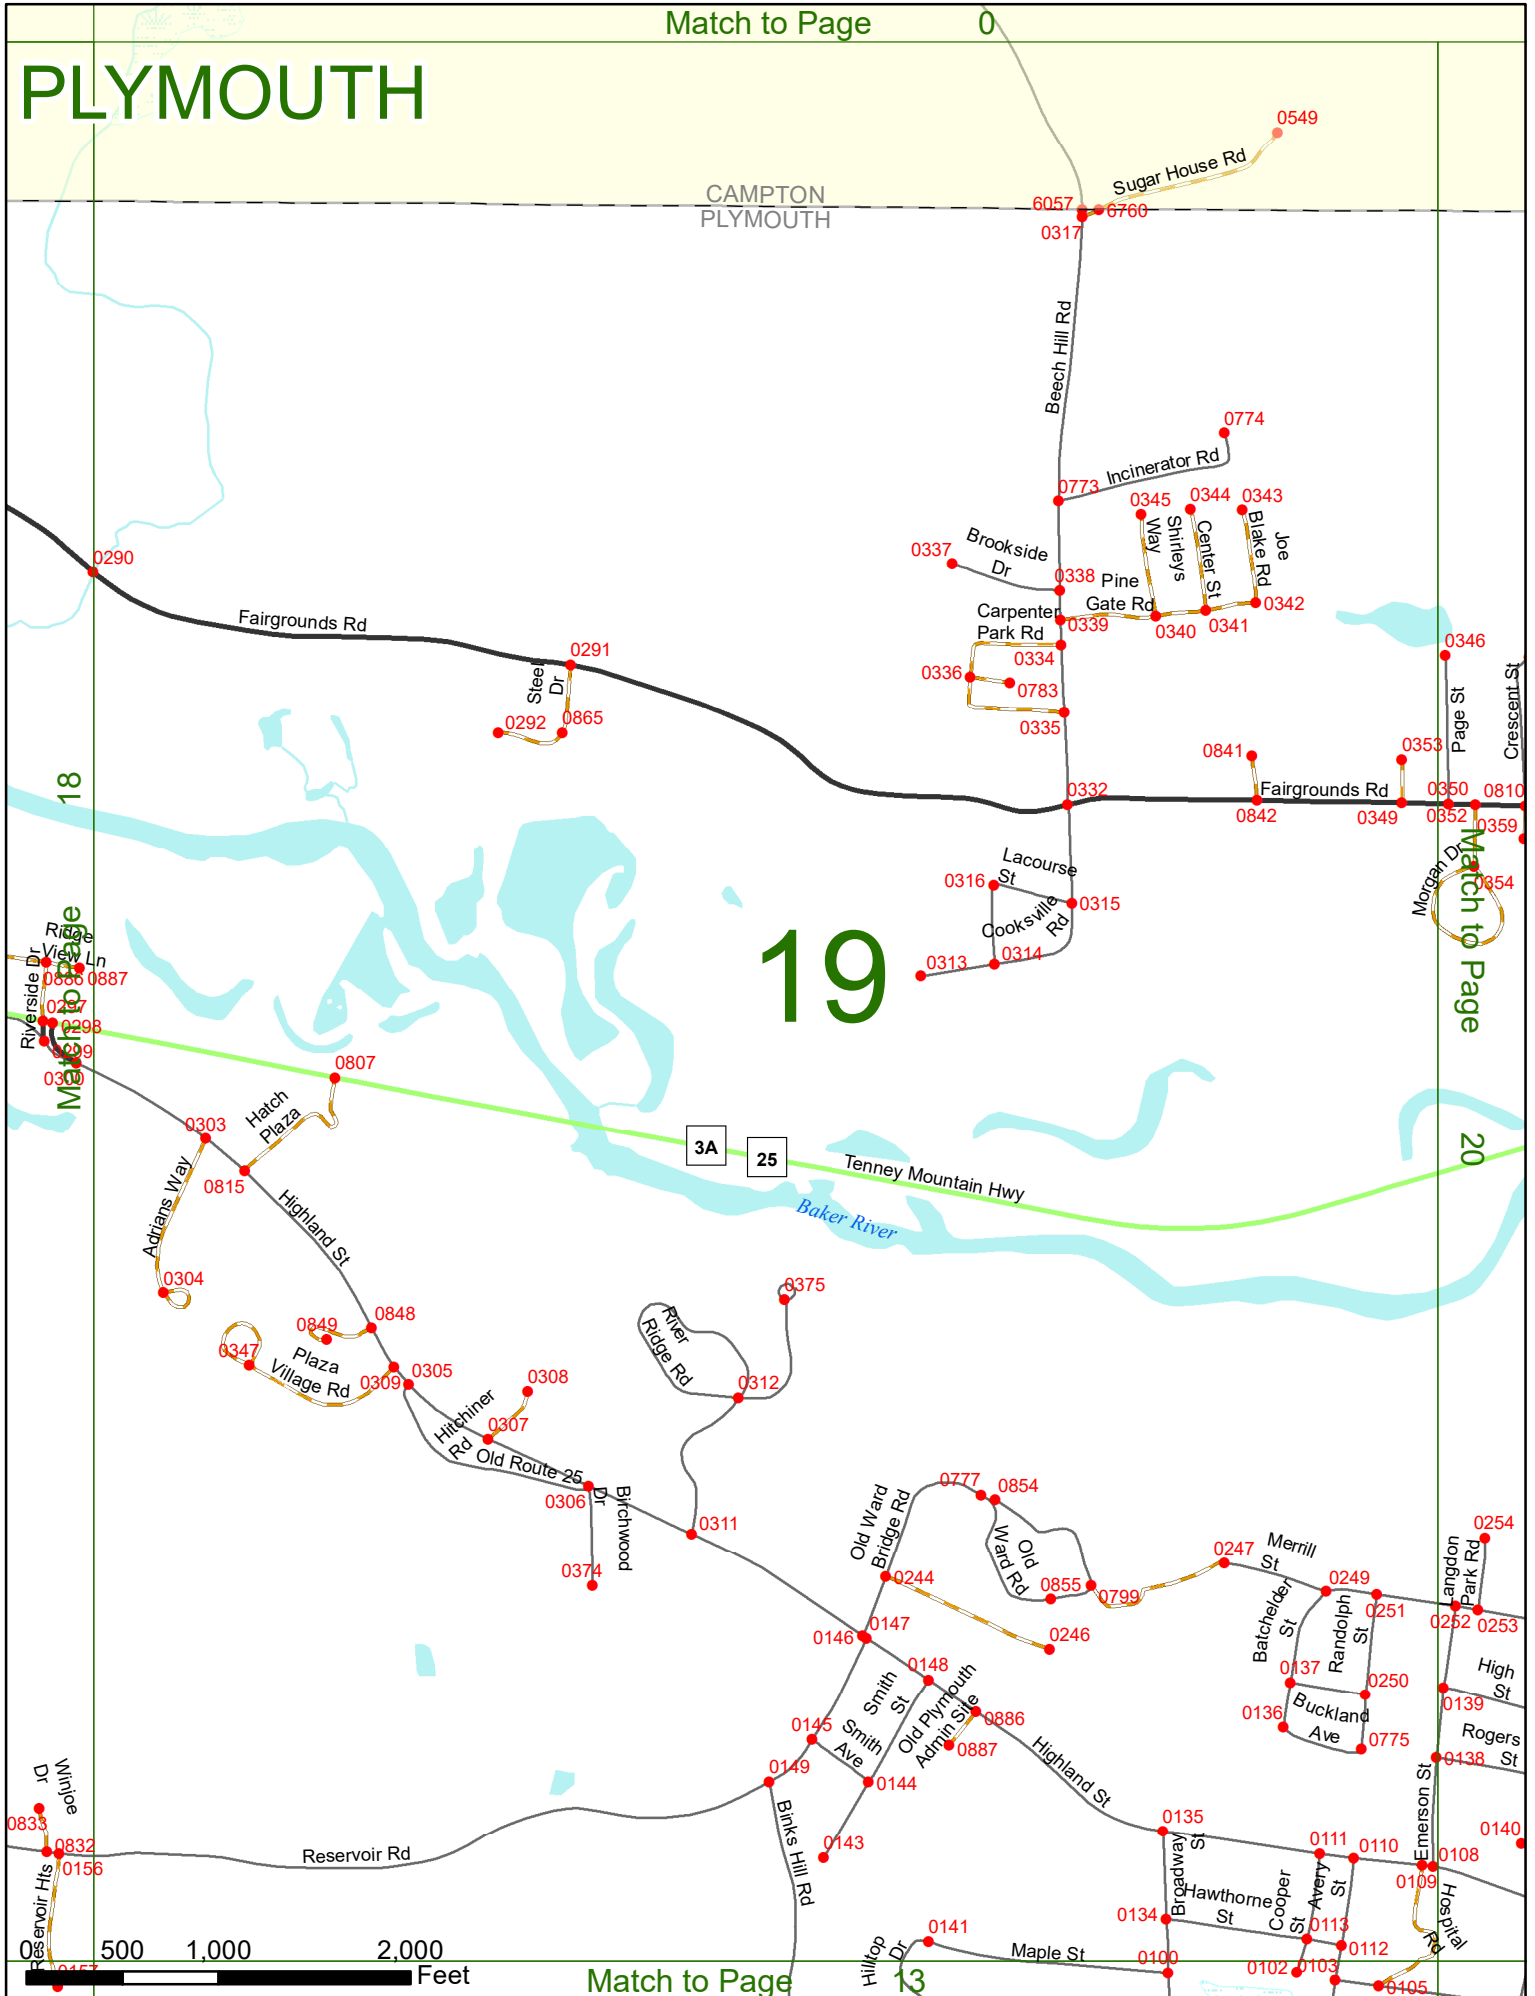 Match to Page 0
PLYMOUTH
0549
Sugar House Rd
CAMPTON
PLYMOUTH
6057
6760
0317
Beech Hill Rd
0774
Incinerator Rd
0773
0345
0344
0343
Way
Shirleys
Center St
Joe
Blake Rd
0337
Brookside
Dr
0338
Pine
Gate Rd
0342
0341
0340
0339
Carpenter
Park Rd
0334
0336
0783
0335
0290
Fairgrounds Rd
0291
Steel
Dr
0292
0865
0346
Page St
Crescent St
0841
0353
0332
Fairgrounds Rd
0842
0349
0350
0352
0810
0359
Morgan Dr
0354
18
Match to Page
Match to Page
20
Lacourse
St
0316
0315
Cooksville
Rd
0314
0313
19
Ridge
View Ln
Riverside Dr
0886
0887
0297
0298
0299
0300
0807
Hatch
Plaza
0303
0815
Adrians Way
0304
Highland St
3A
25
Tenney Mountain Hwy
Baker River
0375
River
Ridge Rd
0312
0848
0849
0347
Plaza
Village Rd
0309
0305
0308
Hitchiner
Rd
0307
Old Route 25
0306
Birchwood
Dr
0374
0311
Old Ward
Bridge Rd
0777
0854
Old
Ward Rd
0855
0799
0244
0246
0247
Merrill
St
0249
0251
Langdon
Park Rd
0254
0252
0253
Batchelder
St
Randolph
St
0137
0250
0136
Buckland
Ave
0775
High
St
0139
Rogers
St
0138
0147
0146
0148
Smith
St
Old Plymouth
Admin Site
0886
0887
0145
Smith
Ave
0144
0149
0143
Binks Hill Rd
Highland St
0135
Broadway
St
0111
0110
Emerson St
0108
0109
0140
Hospital
Rd
Hawthorne
St
Cooper
St
Avery
St
0134
0113
0112
0141
Hilltop
Dr
Maple St
0100
0102
0103
0105
Winjoe
Dr
0833
0832
0156
Reservoir Rd
Reservoir Hts
0157
0 500 1,000 2,000
Feet
Match to Page 13